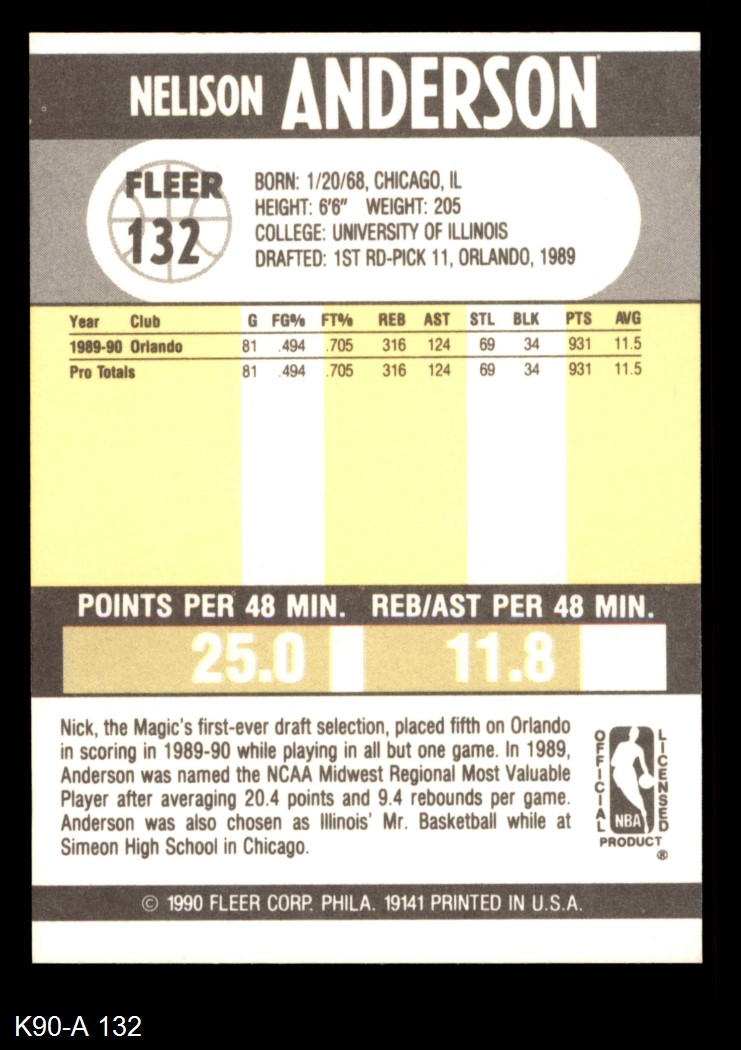 NELISON ANDERSON
FLEER
132
BORN: 1/20/68, CHICAGO, IL
HEIGHT: 6'6" WEIGHT: 205
COLLEGE: UNIVERSITY OF ILLINOIS
DRAFTED: 1ST RD-PICK 11, ORLANDO, 1989
Year Club G FG% FT% REB AST STL BLK PTS AVG
1989-90 Orlando 81 .494 .705 316 124 69 34 931 11.5
Pro Totals 81 .494 .705 316 124 69 34 931 11.5
POINTS PER 48 MIN. REB/AST PER 48 MIN.
25.0 11.8
Nick, the Magic's first-ever draft selection, placed fifth on Orlando
in scoring in 1989-90 while playing in all but one game. In 1989,
Anderson was named the NCAA Midwest Regional Most Valuable
Player after averaging 20.4 points and 9.4 rebounds per game.
Anderson was also chosen as Illinois' Mr. Basketball while at
Simeon High School in Chicago.
OFFICIAL
NBA
LICENSED
PRODUCT
®
© 1990 FLEER CORP. PHILA. 19141 PRINTED IN U.S.A.
K90-A 132